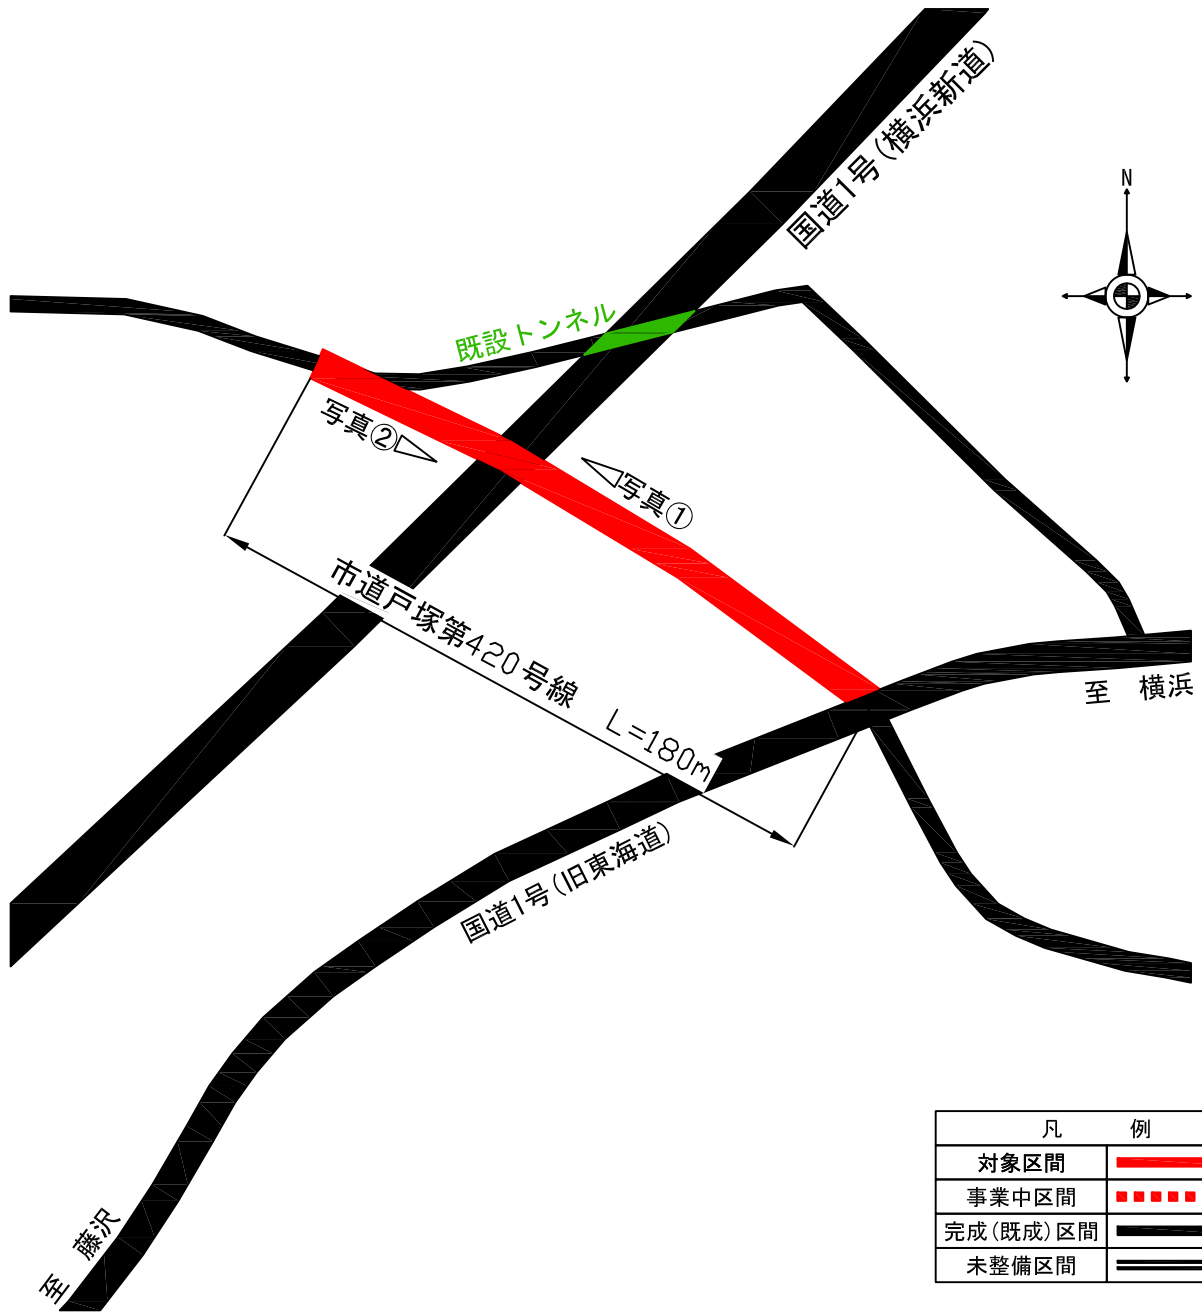 国道1号(横浜新道)
N
既設トンネル
写真②
写真①
市道戸塚第420号線　L=180m
至　横浜
国道1号(旧東海道)
至　藤沢
凡　例
対象区間
事業中区間
完成(既成)区間
未整備区間